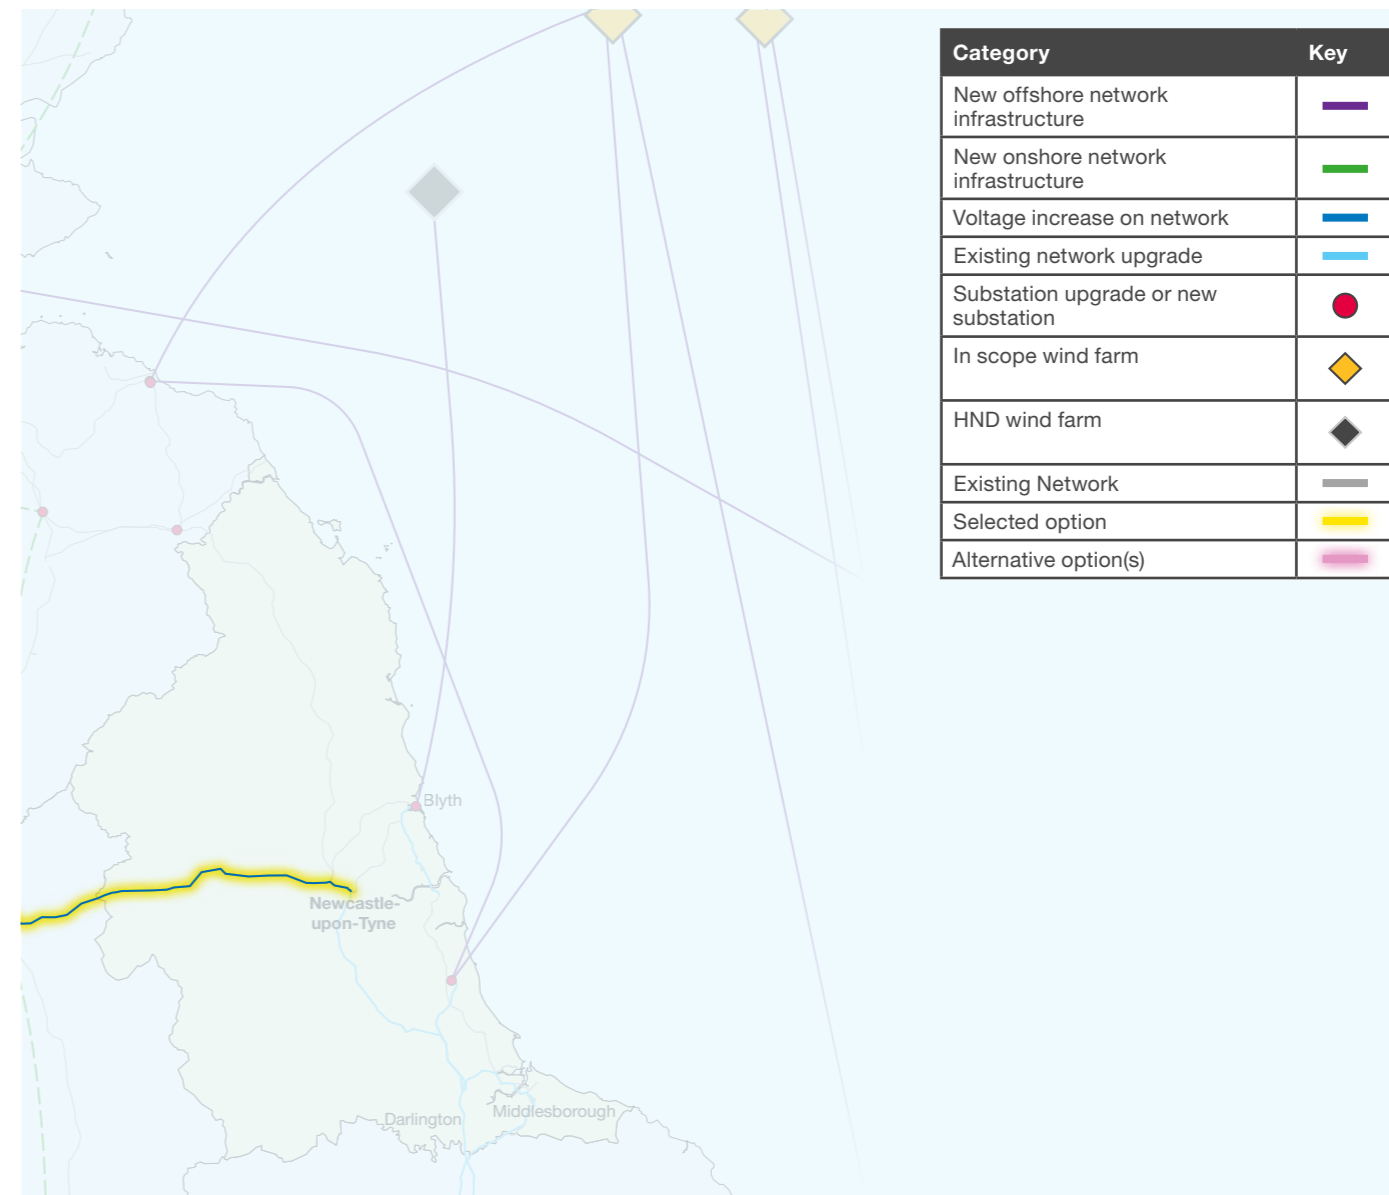 Category Key
New offshore network
infrastructure
New onshore network
infrastructure
Voltage increase on network
Existing network upgrade
Substation upgrade or new
substation
In scope wind farm
HND wind farm
Existing Network
Selected option
Alternative option(s)
Blyth
Newcastle-
upon-Tyne
Darlington
Middlesborough